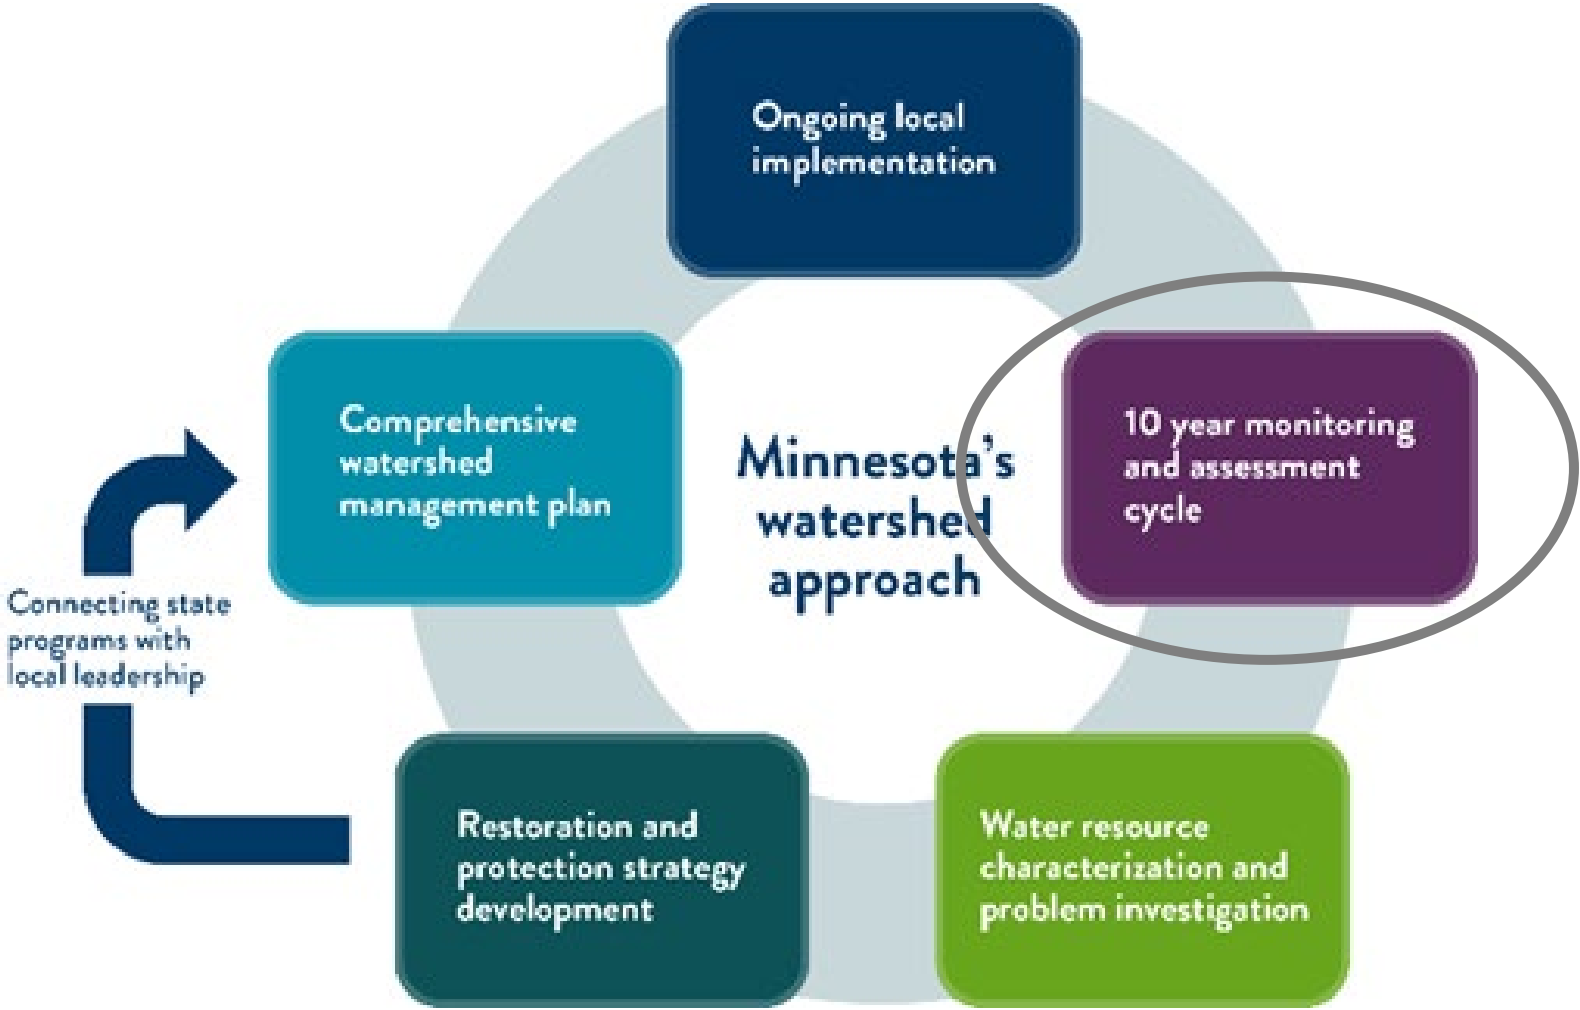 Ongoing local
implementation
10 year monitoring
and assessment
cycle
Water resource
characterization and
problem investigation
Restoration and
protection strategy
development
Connecting state
programs with
local leadership
Comprehensive
watershed
management plan
Minnesota's
watershed
approach